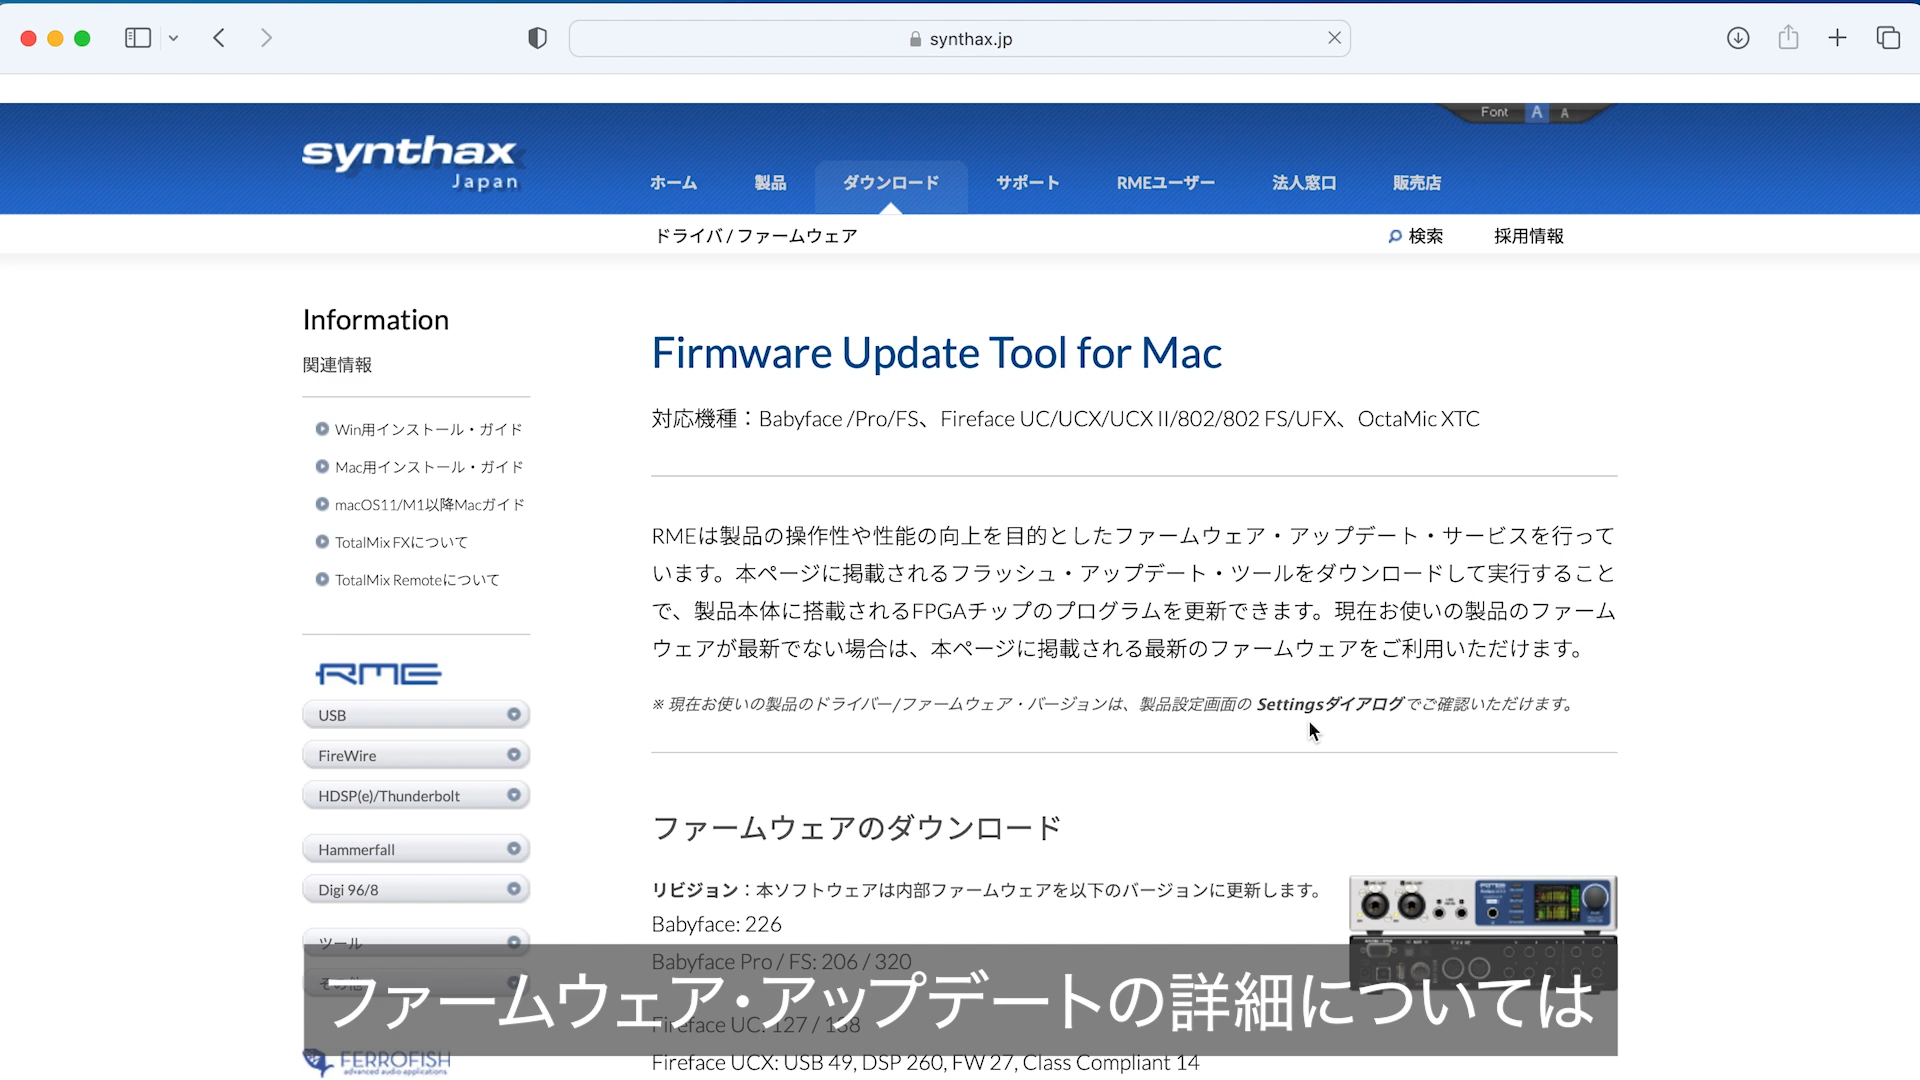 synthax.jp
Font A A
synthax
Japan
ホーム 製品 ダウンロード サポート RMEユーザー 法人窓口 販売店
ドライバ / ファームウェア 検索 採用情報
Information
関連情報
Win用インストール・ガイド
Mac用インストール・ガイド
macOS11/M1以降Macガイド
TotalMix FXについて
TotalMix Remoteについて
RME
USB
FireWire
HDSP(e)/Thunderbolt
Hammerfall
Digi 96/8
ツール
その他
FERROFISH
advanced audio applications
Firmware Update Tool for Mac
対応機種：Babyface /Pro/FS、Fireface UC/UCX/UCX II/802/802 FS/UFX、OctaMic XTC
RMEは製品の操作性や性能の向上を目的としたファームウェア・アップデート・サービスを行って
います。本ページに掲載されるフラッシュ・アップデート・ツールをダウンロードして実行すること
で、製品本体に搭載されるFPGAチップのプログラムを更新できます。現在お使いの製品のファーム
ウェアが最新でない場合は、本ページに掲載される最新のファームウェアをご利用いただけます。
※ 現在お使いの製品のドライバー/ファームウェア・バージョンは、製品設定画面の Settingsダイアログでご確認いただけます。
ファームウェアのダウンロード
リビジョン：本ソフトウェアは内部ファームウェアを以下のバージョンに更新します。
Babyface: 226
Babyface Pro / FS: 206 / 320
Fireface UC: 127 / 138
Fireface UCX: USB 49, DSP 260, FW 27, Class Compliant 14
ファームウェア・アップデートの詳細については